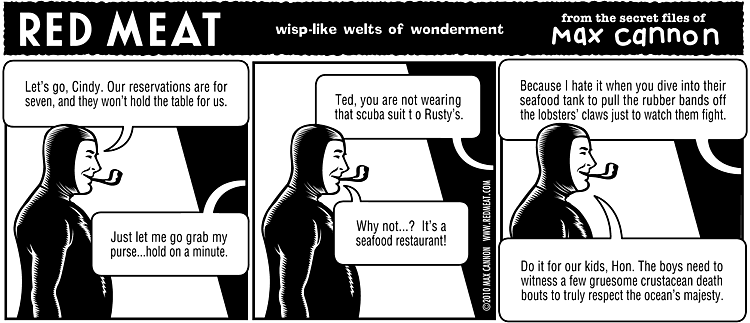 RED MEAT
wisp-like welts of wonderment
from the secret files of
Max cannon
Let's go, Cindy. Our reservations are for
seven, and they won't hold the table for us.
Just let me go grab my
purse...hold on a minute.
Ted, you are not wearing
that scuba suit t o Rusty's.
Why not...? It's a
seafood restaurant!
©2010 MAX CANNON WWW.REDMEAT.COM
Because I hate it when you dive into their
seafood tank to pull the rubber bands off
the lobsters' claws just to watch them fight.
Do it for our kids, Hon. The boys need to
witness a few gruesome crustacean death
bouts to truly respect the ocean's majesty.